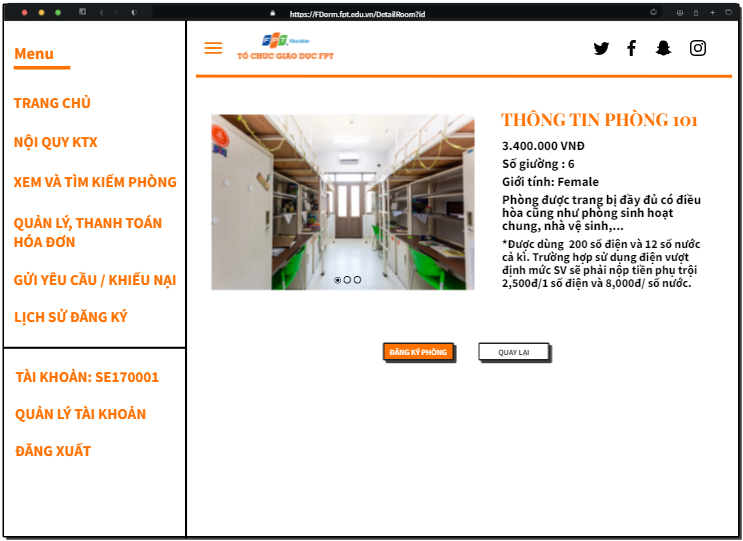 https://FDorm.fpt.edu.vn/DetailRoom?id
Menu
TRANG CHỦ
NỘI QUY KTX
XEM VÀ TÌM KIẾM PHÒNG
QUẢN LÝ, THANH TOÁN
HÓA ĐƠN
GỬI YÊU CẦU / KHIẾU NẠI
LỊCH SỬ ĐĂNG KÝ
TÀI KHOẢN: SE170001
QUẢN LÝ TÀI KHOẢN
ĐĂNG XUẤT
FPT Education
TỔ CHỨC GIÁO DỤC FPT
THÔNG TIN PHÒNG 101
3.400.000 VNĐ
Số giường : 6
Giới tính: Female
Phòng được trang bị đầy đủ có điều
hòa cũng như phòng sinh hoạt
chung, nhà vệ sinh,...
*Được dùng 200 số điện và 12 số nước
cả kì. Trường hợp sử dụng điện vượt
định mức SV sẽ phải nộp tiền phụ trội
2,500đ/1 số điện và 8,000đ/ số nước.
ĐĂNG KÝ PHÒNG
QUAY LẠI